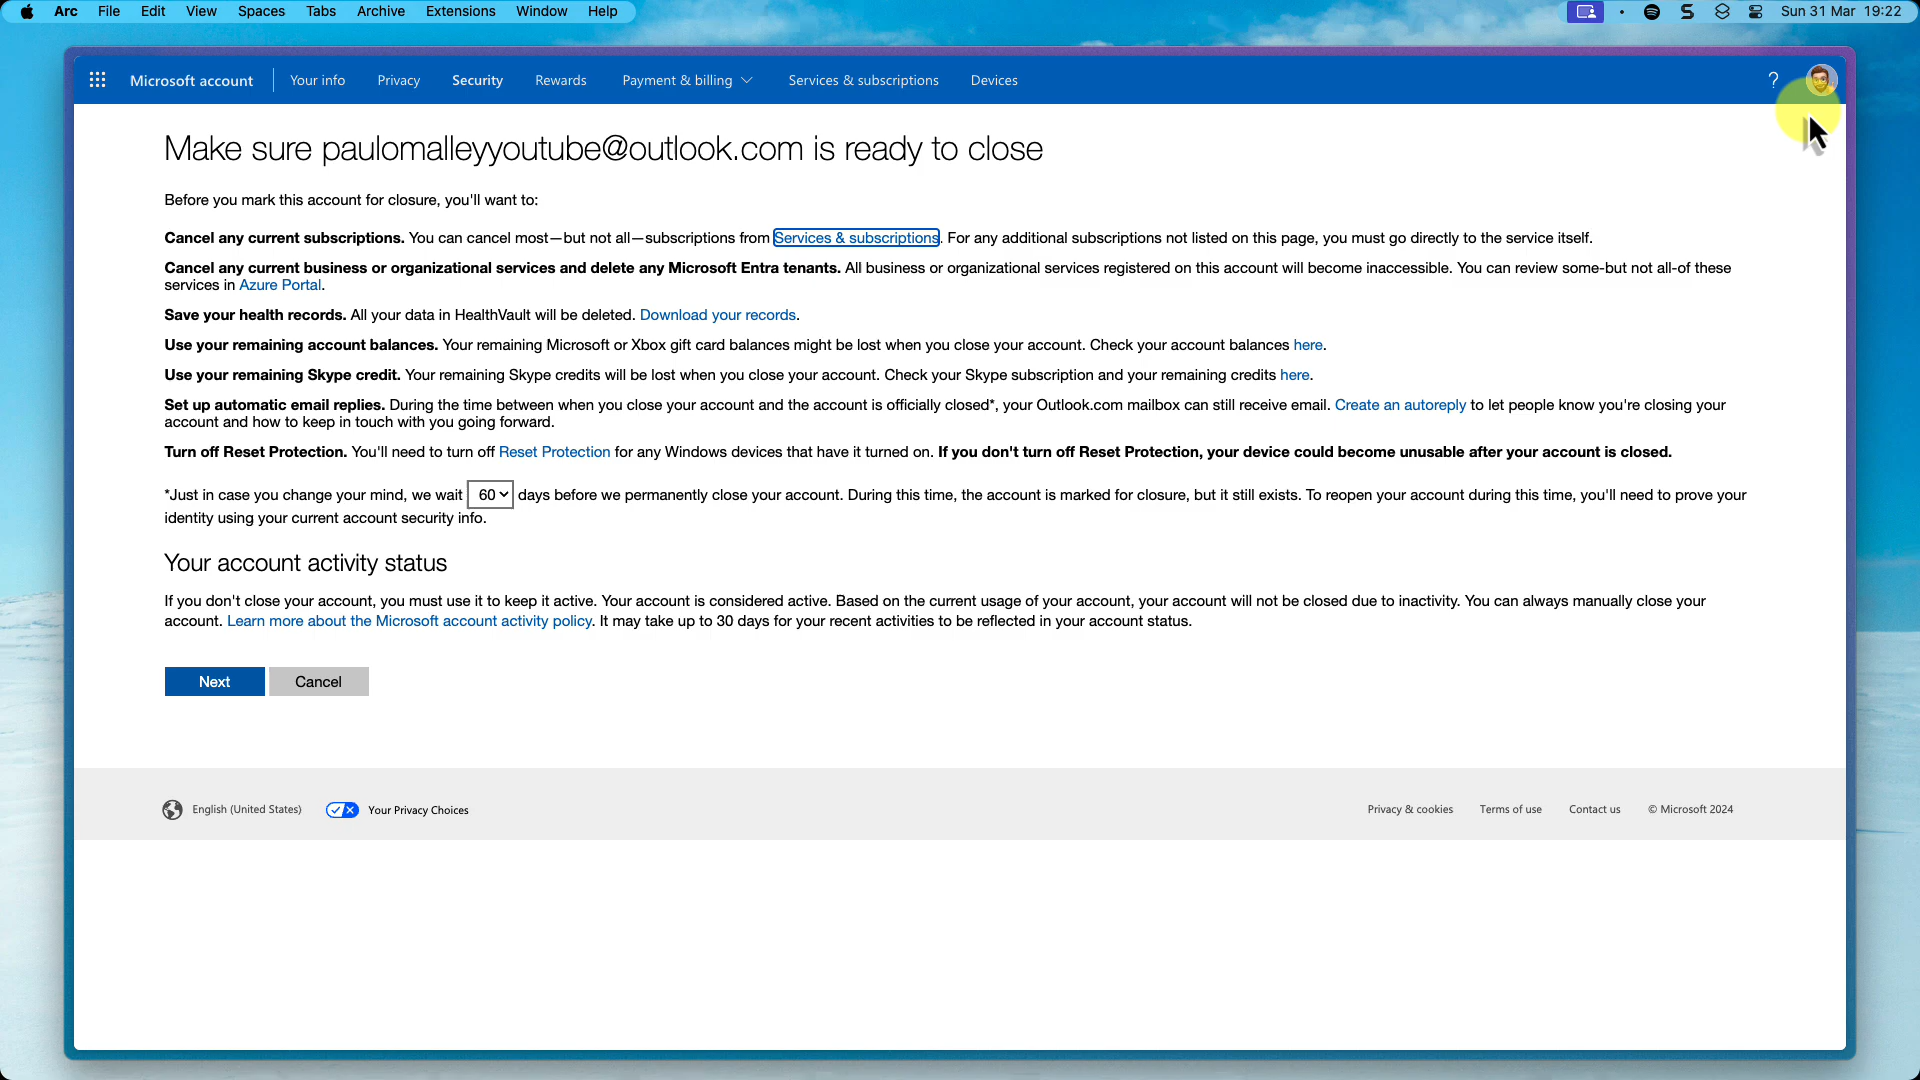 Arc File Edit View Spaces Tabs Archive Extensions Window Help Sun 31 Mar 19:22
Microsoft account Your info Privacy Security Rewards Payment & billing Services & subscriptions Devices ?
Make sure paulomalleyyoutube@outlook.com is ready to close
Before you mark this account for closure, you'll want to:
Cancel any current subscriptions. You can cancel most—but not all—subscriptions from Services & subscriptions. For any additional subscriptions not listed on this page, you must go directly to the service itself.
Cancel any current business or organizational services and delete any Microsoft Entra tenants. All business or organizational services registered on this account will become inaccessible. You can review some-but not all-of these
services in Azure Portal.
Save your health records. All your data in HealthVault will be deleted. Download your records.
Use your remaining account balances. Your remaining Microsoft or Xbox gift card balances might be lost when you close your account. Check your account balances here.
Use your remaining Skype credit. Your remaining Skype credits will be lost when you close your account. Check your Skype subscription and your remaining credits here.
Set up automatic email replies. During the time between when you close your account and the account is officially closed*, your Outlook.com mailbox can still receive email. Create an autoreply to let people know you're closing your
account and how to keep in touch with you going forward.
Turn off Reset Protection. You'll need to turn off Reset Protection for any Windows devices that have it turned on. If you don't turn off Reset Protection, your device could become unusable after your account is closed.
*Just in case you change your mind, we wait 60 days before we permanently close your account. During this time, the account is marked for closure, but it still exists. To reopen your account during this time, you'll need to prove your
identity using your current account security info.
Your account activity status
If you don't close your account, you must use it to keep it active. Your account is considered active. Based on the current usage of your account, your account will not be closed due to inactivity. You can always manually close your
account. Learn more about the Microsoft account activity policy. It may take up to 30 days for your recent activities to be reflected in your account status.
Next Cancel
English (United States) Your Privacy Choices Privacy & cookies Terms of use Contact us © Microsoft 2024